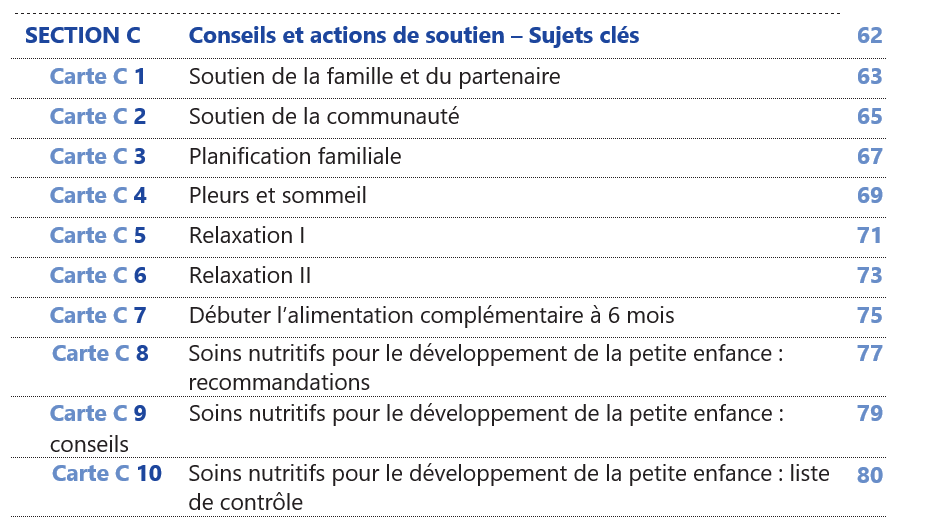 SECTION C Conseils et actions de soutien – Sujets clés 62
Carte C 1 Soutien de la famille et du partenaire 63
Carte C 2 Soutien de la communauté 65
Carte C 3 Planification familiale 67
Carte C 4 Pleurs et sommeil 69
Carte C 5 Relaxation I 71
Carte C 6 Relaxation II 73
Carte C 7 Débuter l’alimentation complémentaire à 6 mois 75
Carte C 8 Soins nutritifs pour le développement de la petite enfance : 77
recommandations
Carte C 9 Soins nutritifs pour le développement de la petite enfance : 79
conseils
Carte C 10 Soins nutritifs pour le développement de la petite enfance : liste 80
de contrôle